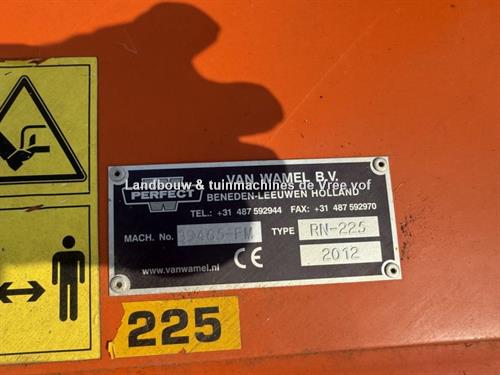 VAN WAMEL B.V.
Landbouw & tuinmachines de Vree vof
PERFECT
BENEDEN-LEEUWEN HOLLAND
TEL.: +31 487 592944 FAX: +31 487 592970
MACH. No. TYPE RN-225
2012
www.vanwamel.nl CE
225